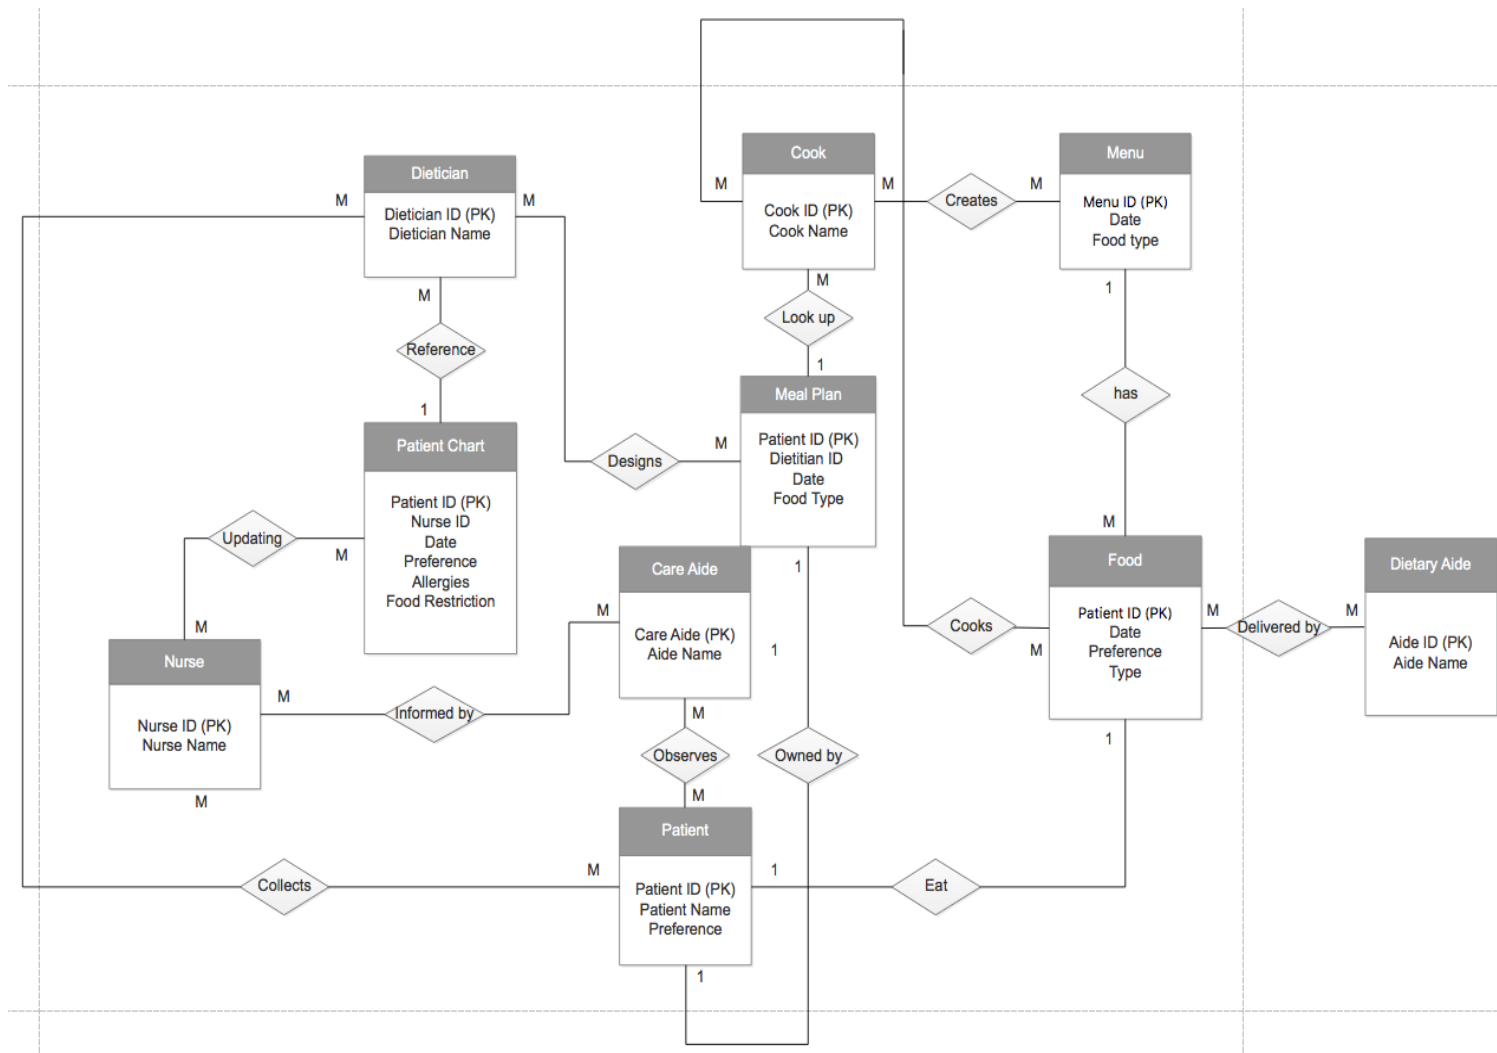 Cook
Menu
Dietician
M
M
M
M
M
Creates
Cook ID (PK)
Cook Name
Menu ID (PK)
Date
Food type
Dietician ID (PK)
Dietician Name
M
M
1
Look up
Reference
1
1
Meal Plan
has
Patient Chart
Patient ID (PK)
Dietitian ID
Date
Food Type
M
Designs
Patient ID (PK)
Nurse ID
Date
Preference
Allergies
Food Restriction
M
Updating
M
1
Care Aide
Food
Dietary Aide
M
M
Care Aide (PK)
Aide Name
1
Cooks
M
Patient ID (PK)
Date
Preference
Type
M
Delivered by
M
Aide ID (PK)
Aide Name
Nurse
M
Nurse ID (PK)
Nurse Name
Informed by
M
1
Observes
Owned by
M
M
Patient
Collects
M
1
Eat
Patient ID (PK)
Patient Name
Preference
1